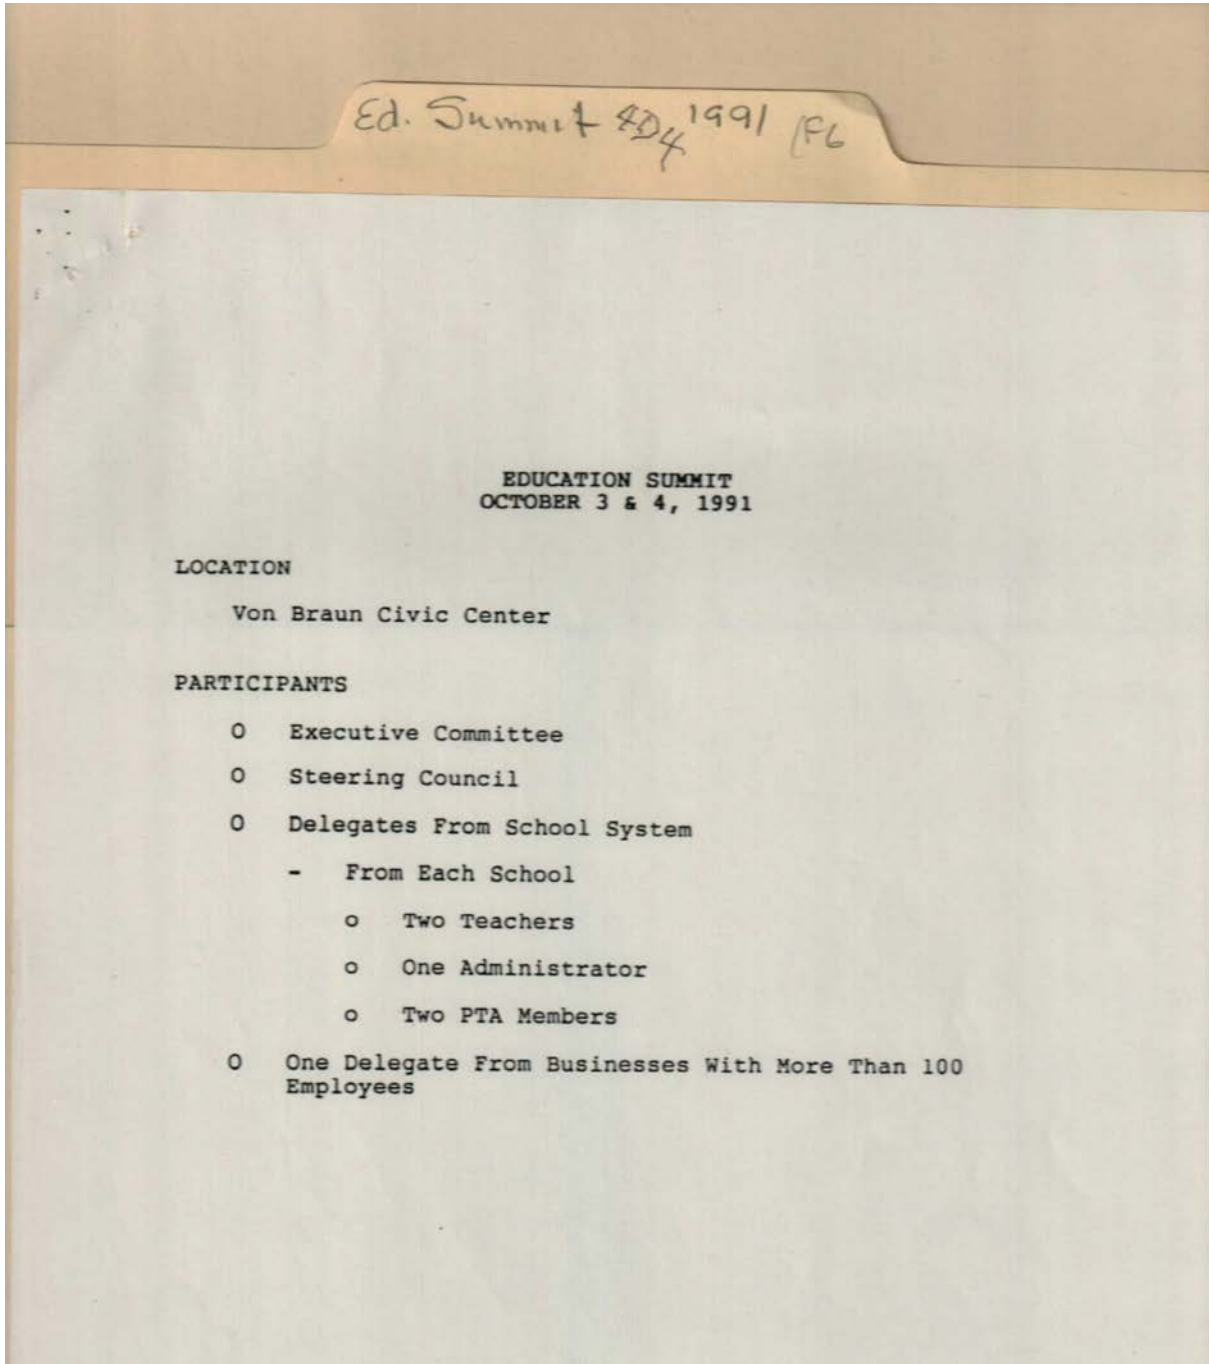 Ed. Summit 4D4 1991 F6
EDUCATION SUMMIT
OCTOBER 3 & 4, 1991
LOCATION
Von Braun Civic Center
PARTICIPANTS
O Executive Committee
O Steering Council
O Delegates From School System
- From Each School
o Two Teachers
o One Administrator
o Two PTA Members
O One Delegate From Businesses With More Than 100
Employees